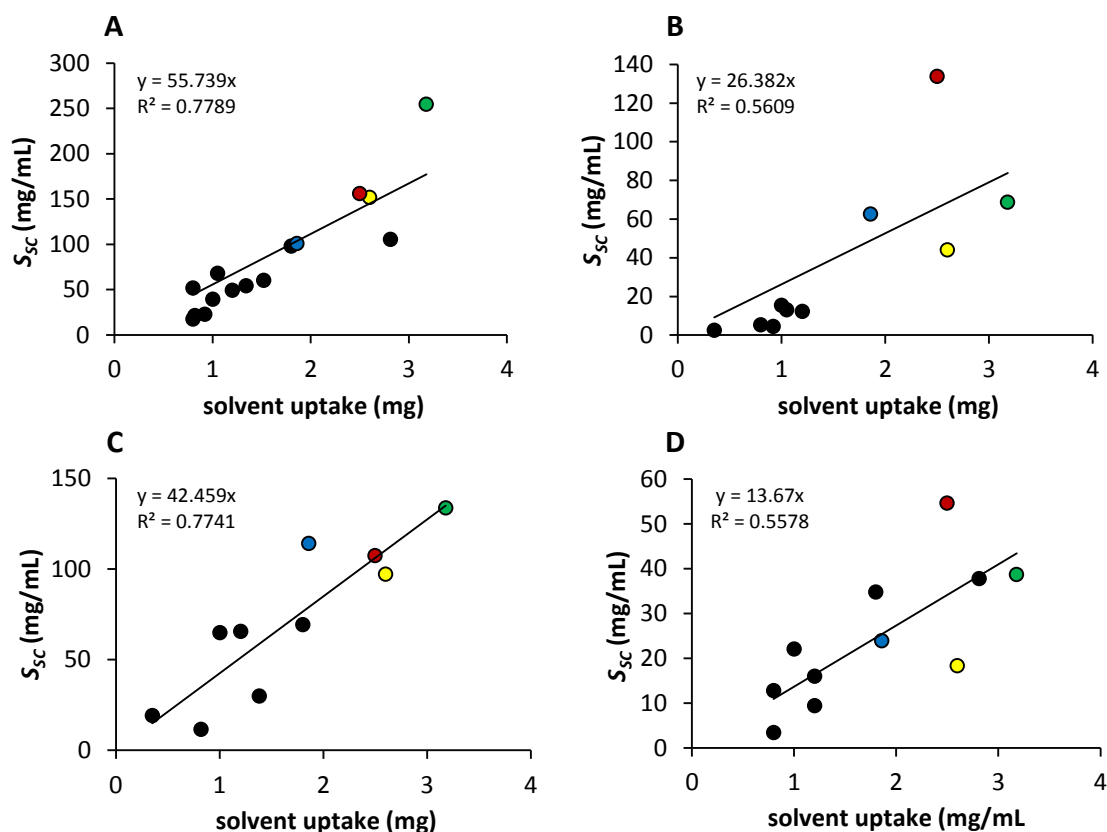 A
y = 55.739x
R² = 0.7789
300
250
200
150
100
50
0
S_SC (mg/mL)
0 1 2 3 4
solvent uptake (mg)
B
y = 26.382x
R² = 0.5609
140
120
100
80
60
40
20
0
S_SC (mg/mL)
0 1 2 3 4
solvent uptake (mg)
C
y = 42.459x
R² = 0.7741
150
100
50
0
S_SC (mg/mL)
0 1 2 3 4
solvent uptake (mg)
D
y = 13.67x
R² = 0.5578
60
50
40
30
20
10
0
S_SC (mg/mL)
0 1 2 3 4
solvent uptake (mg/mL